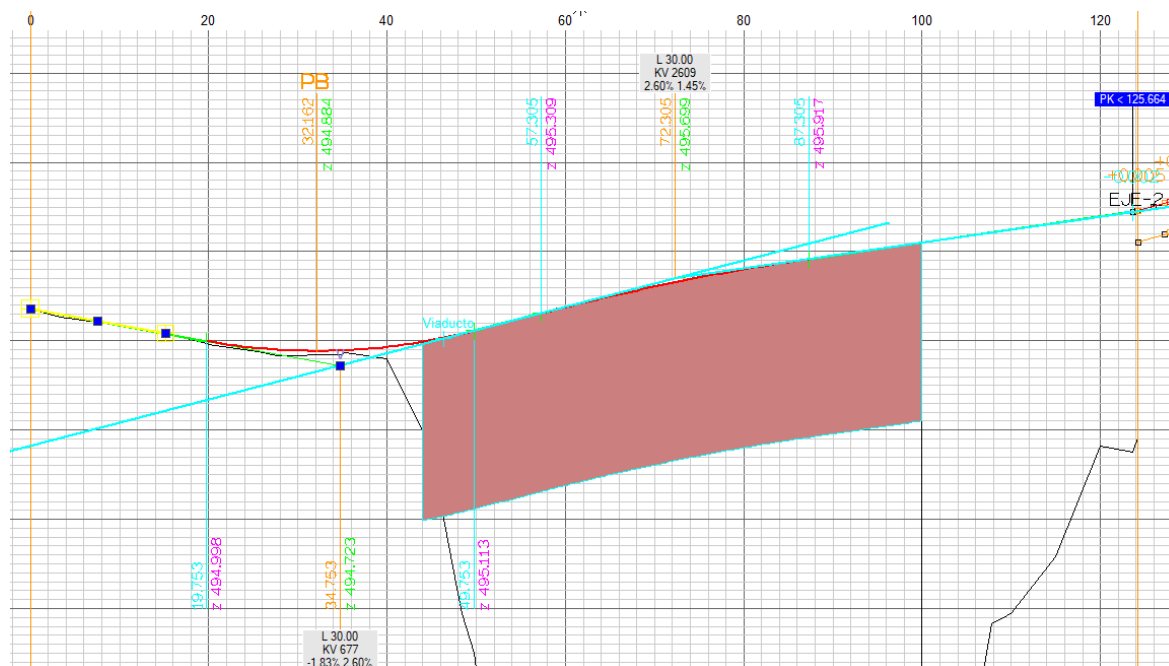 0
20
40
60
80
100
120
L 30.00
KV 2609
2.60% 1.45%
PB
32.162
z 494.884
57.305
z 495.309
72.305
z 495.699
87.305
z 495.917
PK < 125.664
EJE-2
Viaducto
19.753
z 494.998
34.753
z 494.723
49.753
z 495.113
L 30.00
KV 677
-1.83% 2.60%